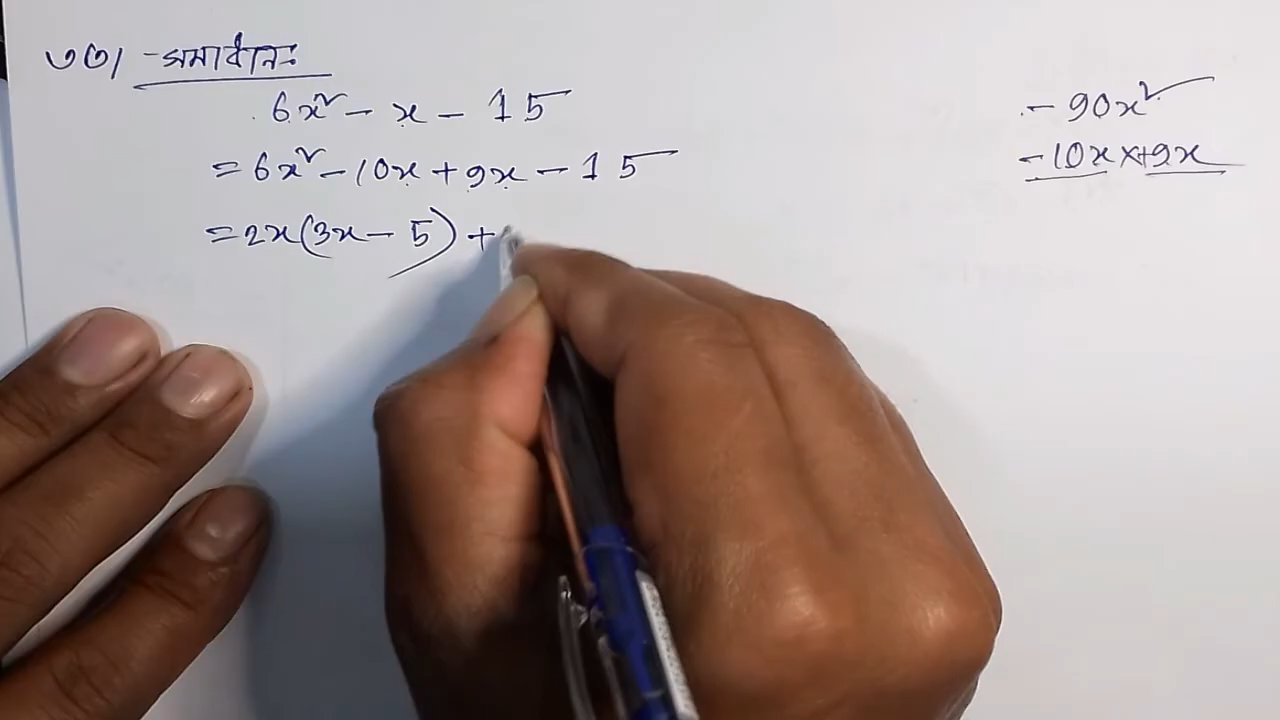 ৩৩। সমাধানঃ
6x² - x - 15
= 6x² - 10x + 9x - 15
= 2x(3x - 5) +
- 90x²
- 10x × + 9x